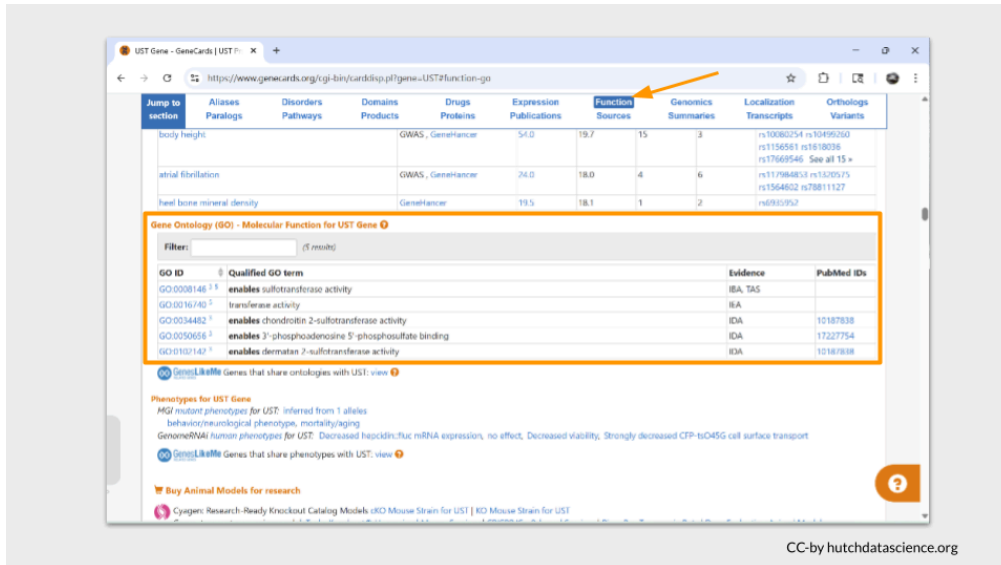 UST Gene - GeneCards | UST Pr
https://www.genecards.org/cgi-bin/carddisp.pl?gene=UST#function-go
Jump to section Aliases Disorders Domains Drugs Expression Function Genomics Localization Orthologs
Paralogs Pathways Products Proteins Publications Sources Summaries Transcripts Variants
body height GWAS , GeneHancer 54.0 19.7 15 3 rs10080254 rs10499260
rs1156561 rs1618036
rs17669546 See all 15 »
atrial fibrillation GWAS , GeneHancer 24.0 18.0 4 6 rs117984853 rs1320575
rs1564602 rs78811127
heel bone mineral density GeneHancer 19.5 18.1 1 2 rs6935952
Gene Ontology (GO) - Molecular Function for UST Gene ?
Filter: (5 results)
GO ID Qualified GO term Evidence PubMed IDs
GO:0008146 enables sulfotransferase activity IBA, TAS
GO:0016740 transferase activity IEA
GO:0034482 enables chondroitin 2-sulfotransferase activity IDA 10187838
GO:0050656 enables 3'-phosphoadenosine 5'-phosphosulfate binding IDA 17227754
GO:0102142 enables dermatan 2-sulfotransferase activity IDA 10187838
GenesLikeMe Genes that share ontologies with UST: view ?
Phenotypes for UST Gene
MGI mutant phenotypes for UST: inferred from 1 alleles
behavior/neurological phenotype, mortality/aging
GenomeRNAi human phenotypes for UST: Decreased hepcidin::fluc mRNA expression, no effect, Decreased viability, Strongly decreased CFP-tsO45G cell surface transport
GenesLikeMe Genes that share phenotypes with UST: view ?
Buy Animal Models for research
Cyagen: Research-Ready Knockout Catalog Models cKO Mouse Strain for UST | KO Mouse Strain for UST
?
CC-by hutchdatascience.org